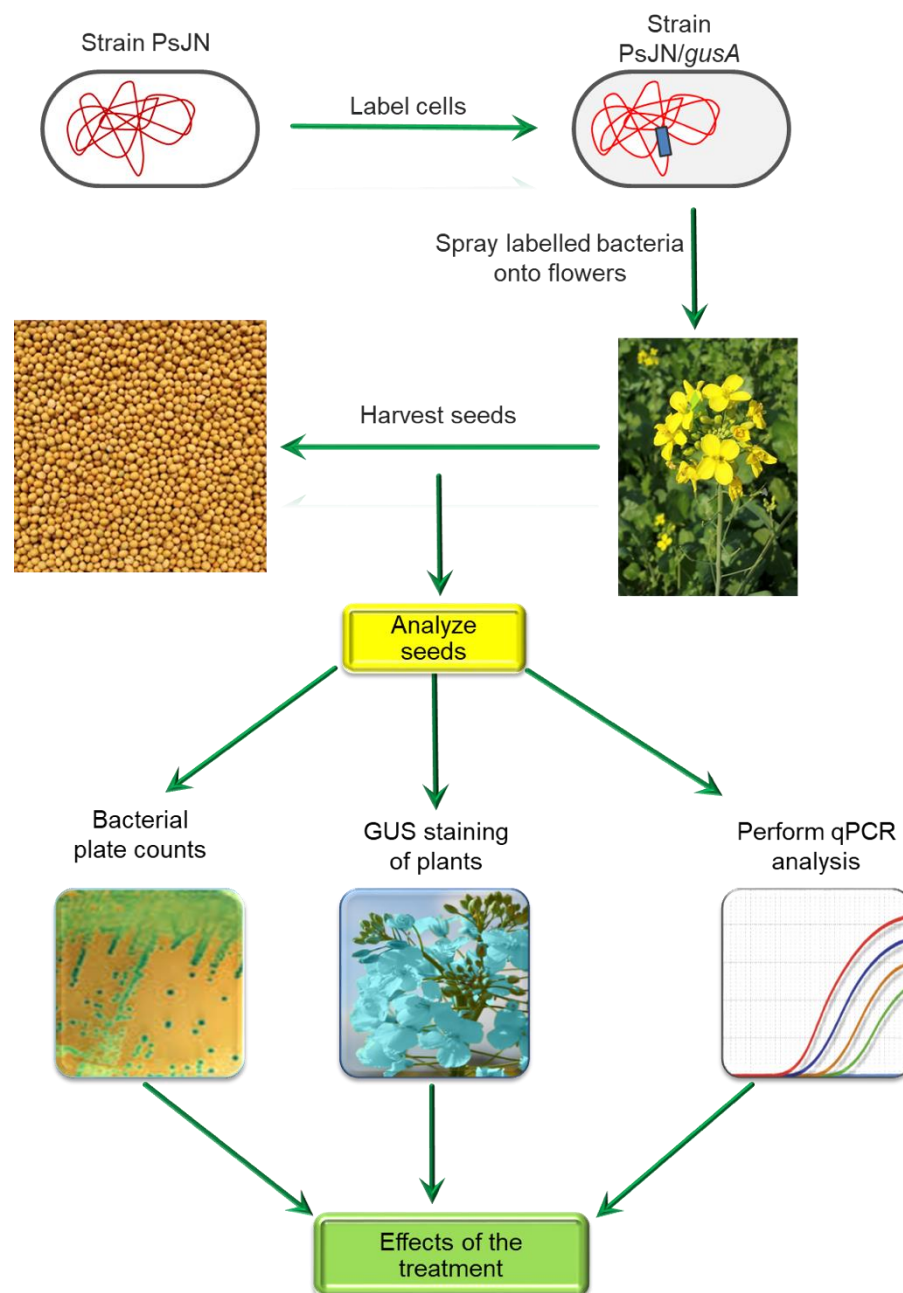 Strain PsJN
Strain
PsJN/gusA
Label cells
Spray labelled bacteria
onto flowers
Harvest seeds
Analyze
seeds
Bacterial
plate counts
GUS staining
of plants
Perform qPCR
analysis
Effects of the
treatment